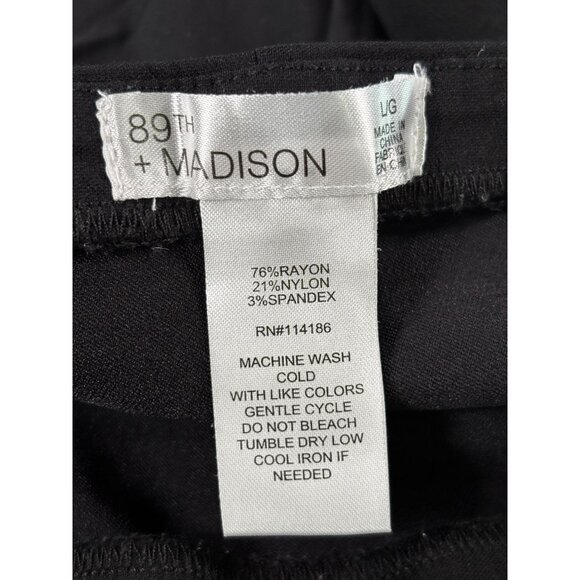 89TH
+ MADISON
L/G
MADE IN
CHINA
76%RAYON
21%NYLON
3%SPANDEX
RN#114186
MACHINE WASH
COLD
WITH LIKE COLORS
GENTLE CYCLE
DO NOT BLEACH
TUMBLE DRY LOW
COOL IRON IF
NEEDED